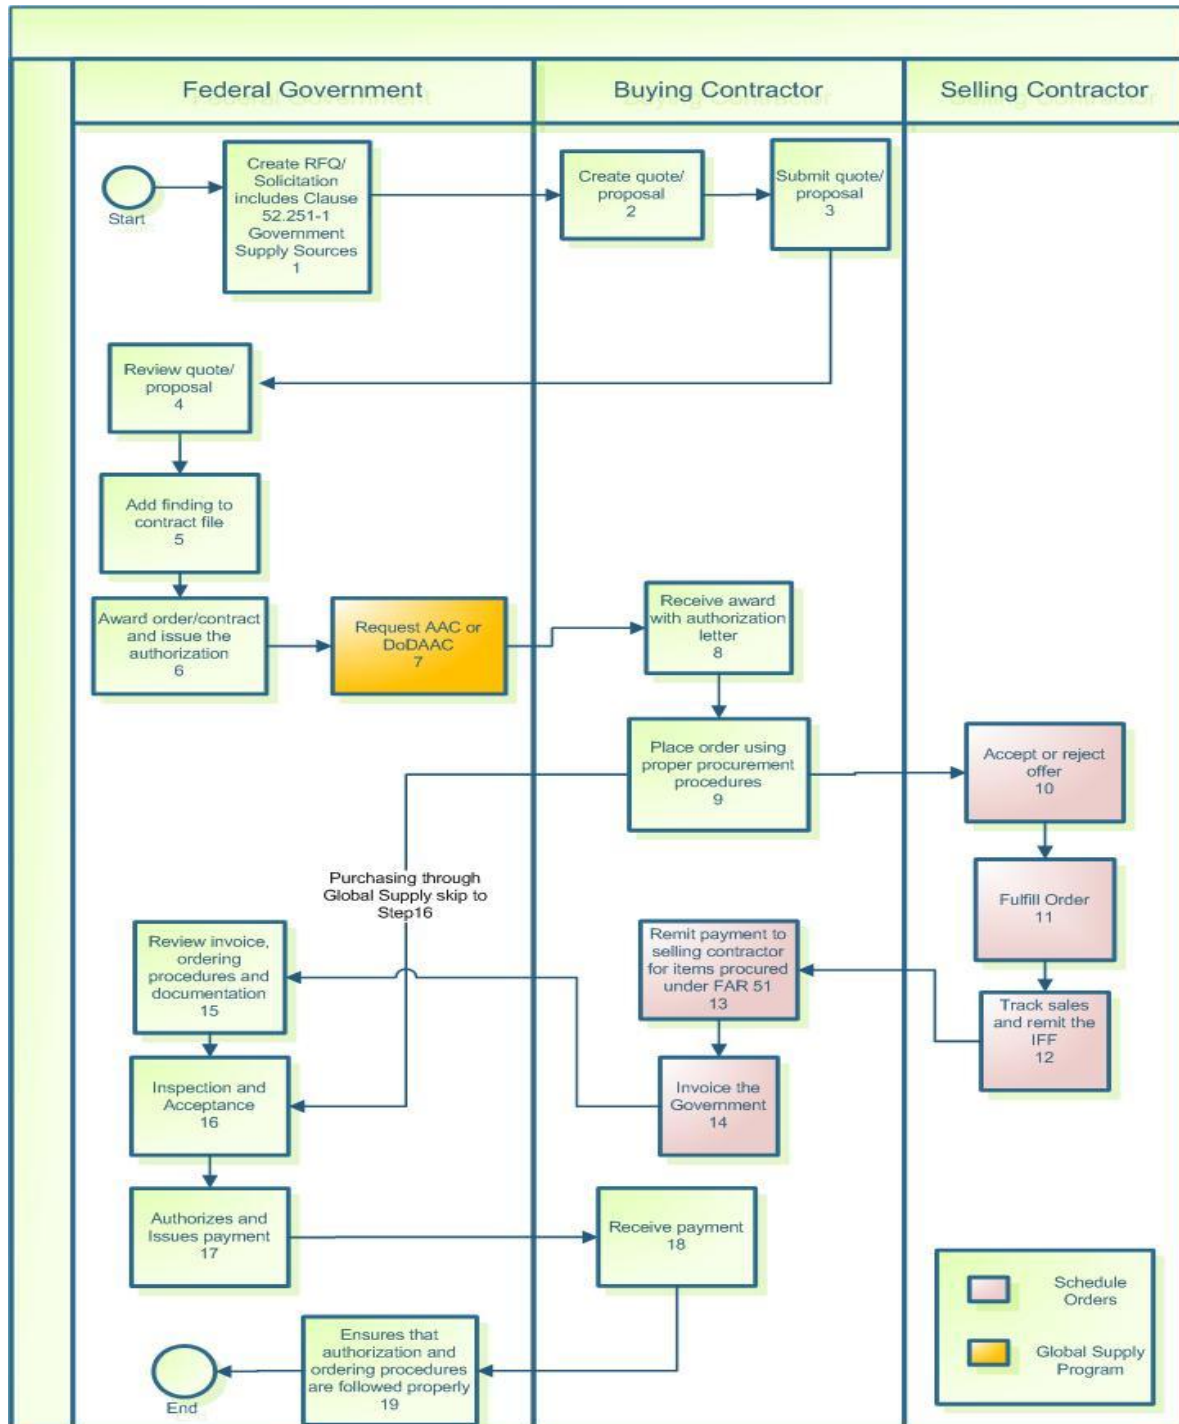 Federal Government
Buying Contractor
Selling Contractor
Start
Create RFQ/
Solicitation
includes Clause
52.251-1
Government
Supply Sources
1
Create quote/
proposal
2
Submit quote/
proposal
3
Review quote/
proposal
4
Add finding to
contract file
5
Award order/contract
and issue the
authorization
6
Request AAC or
DoDAAC
7
Receive award
with authorization
letter
8
Place order using
proper procurement
procedures
9
Accept or reject
offer
10
Fulfill Order
11
Track sales
and remit the
IFF
12
Purchasing through
Global Supply skip to
Step16
Remit payment to
selling contractor
for items procured
under FAR 51
13
Invoice the
Government
14
Review invoice,
ordering
procedures and
documentation
15
Inspection and
Acceptance
16
Authorizes and
Issues payment
17
Receive payment
18
Ensures that
authorization and
ordering procedures
are followed properly
19
End
Schedule
Orders
Global Supply
Program